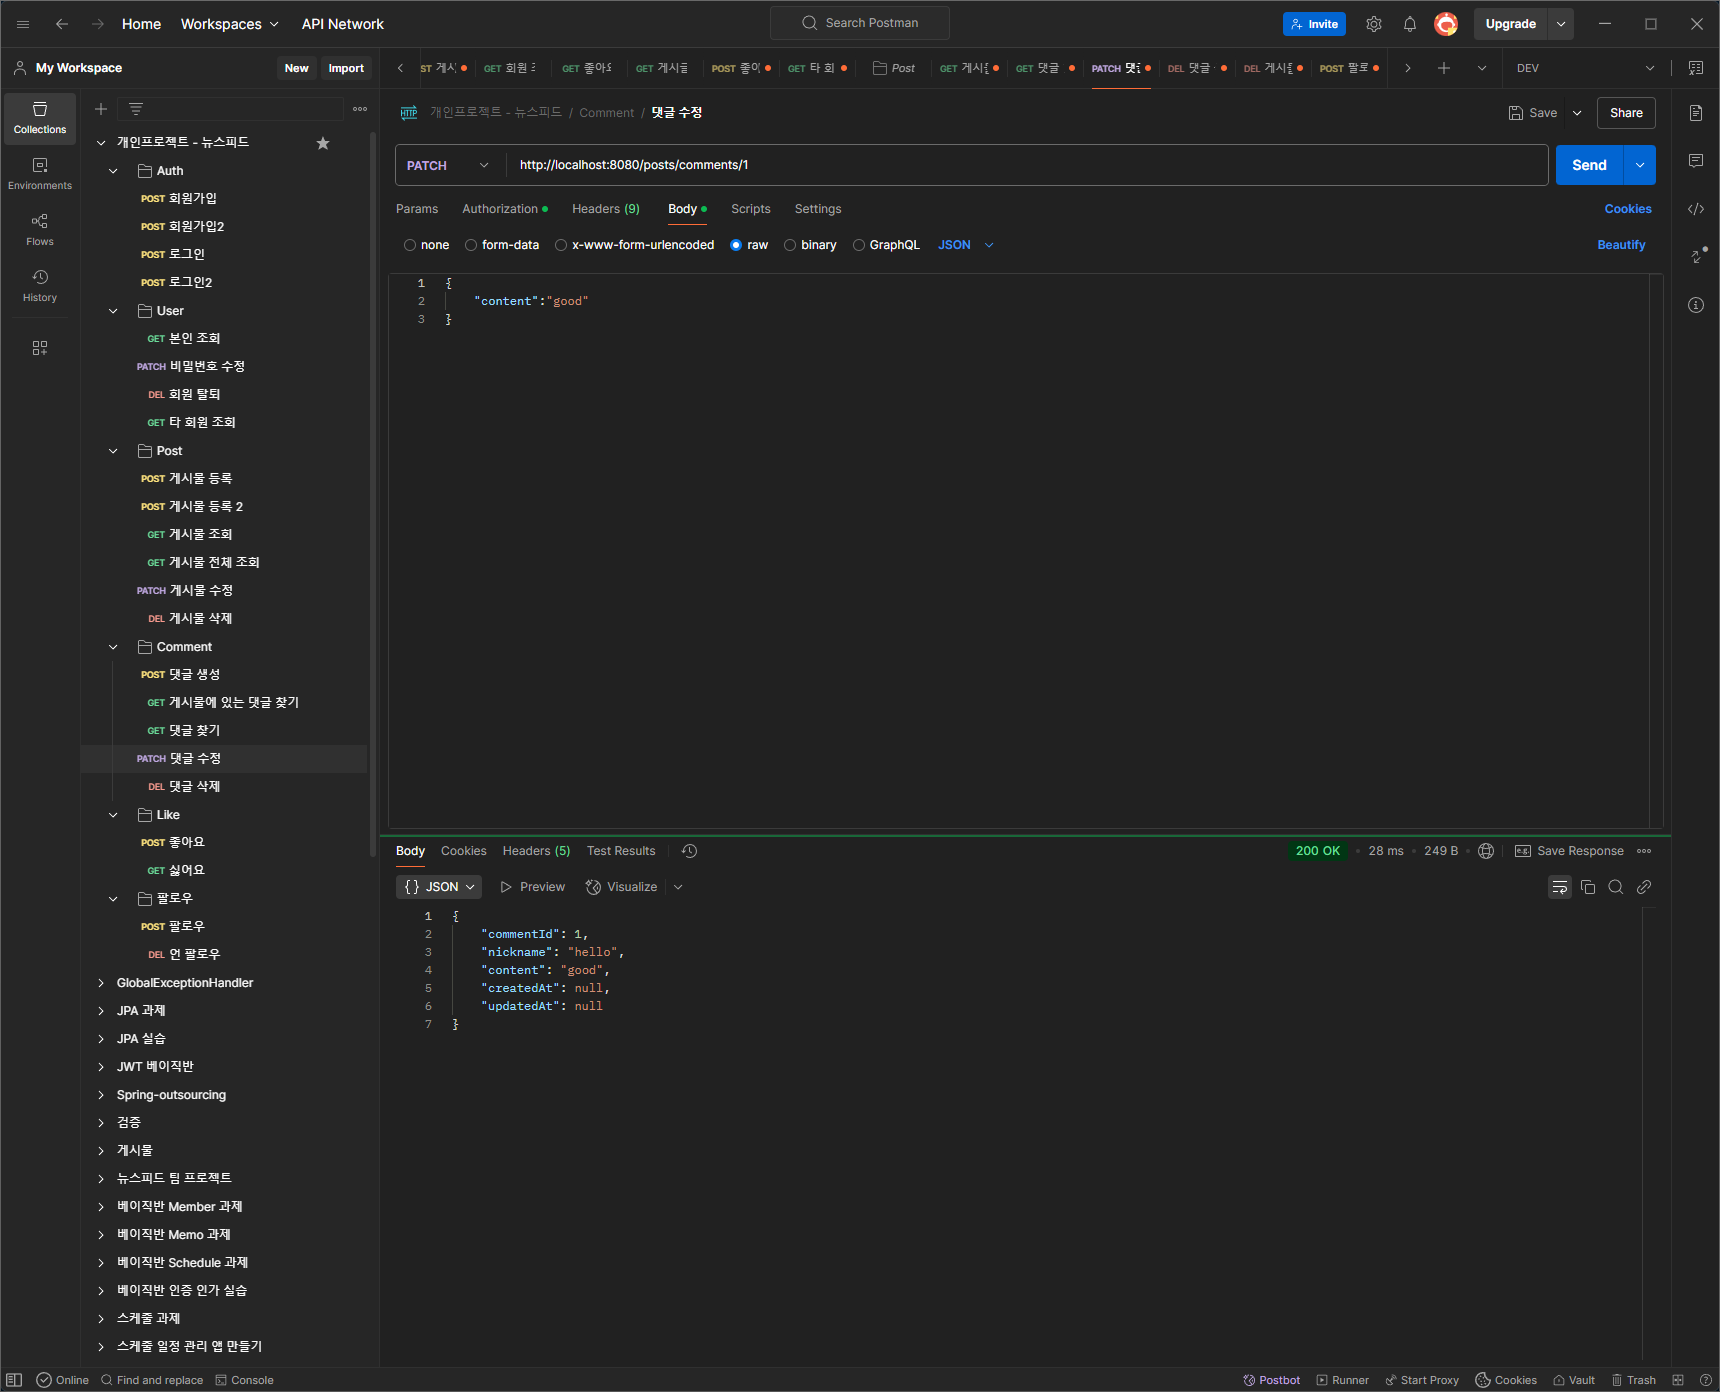 Home Workspaces API Network Search Postman Invite Upgrade
My Workspace New Import
GET 회원 GET 좋아요 GET 게시글 POST 좋아 GET 타 회 Post GET 게시 GET 댓글 PATCH 댓글 DEL 댓글 DEL 게시 POST 팔로 DEV
Collections
Environments
Flows
History
개인프로젝트 - 뉴스피드
Auth
POST 회원가입
POST 회원가입2
POST 로그인
POST 로그인2
User
GET 본인 조회
PATCH 비밀번호 수정
DEL 회원 탈퇴
GET 타 회원 조회
Post
POST 게시물 등록
POST 게시물 등록 2
GET 게시물 조회
GET 게시물 전체 조회
PATCH 게시물 수정
DEL 게시물 삭제
Comment
POST 댓글 생성
GET 게시물에 있는 댓글 찾기
GET 댓글 찾기
PATCH 댓글 수정
DEL 댓글 삭제
Like
POST 좋아요
GET 싫어요
팔로우
POST 팔로우
DEL 언 팔로우
GlobalExceptionHandler
JPA 과제
JPA 실습
JWT 베이직반
Spring-outsourcing
검증
게시물
뉴스피드 팀 프로젝트
베이직반 Member 과제
베이직반 Memo 과제
베이직반 Schedule 과제
베이직반 인증 인가 실습
스케줄 과제
스케줄 일정 관리 앱 만들기
HTTP 개인프로젝트 - 뉴스피드 / Comment / 댓글 수정 Save Share
PATCH http://localhost:8080/posts/comments/1 Send
Params Authorization Headers (9) Body Scripts Settings Cookies
none form-data x-www-form-urlencoded raw binary GraphQL JSON Beautify
1 {
2 "content":"good"
3 }
Body Cookies Headers (5) Test Results 200 OK 28 ms 249 B e.g. Save Response
{} JSON Preview Visualize
1 {
2 "commentId": 1,
3 "nickname": "hello",
4 "content": "good",
5 "createdAt": null,
6 "updatedAt": null
7 }
Online Find and replace Console Postbot Runner Start Proxy Cookies Vault Trash